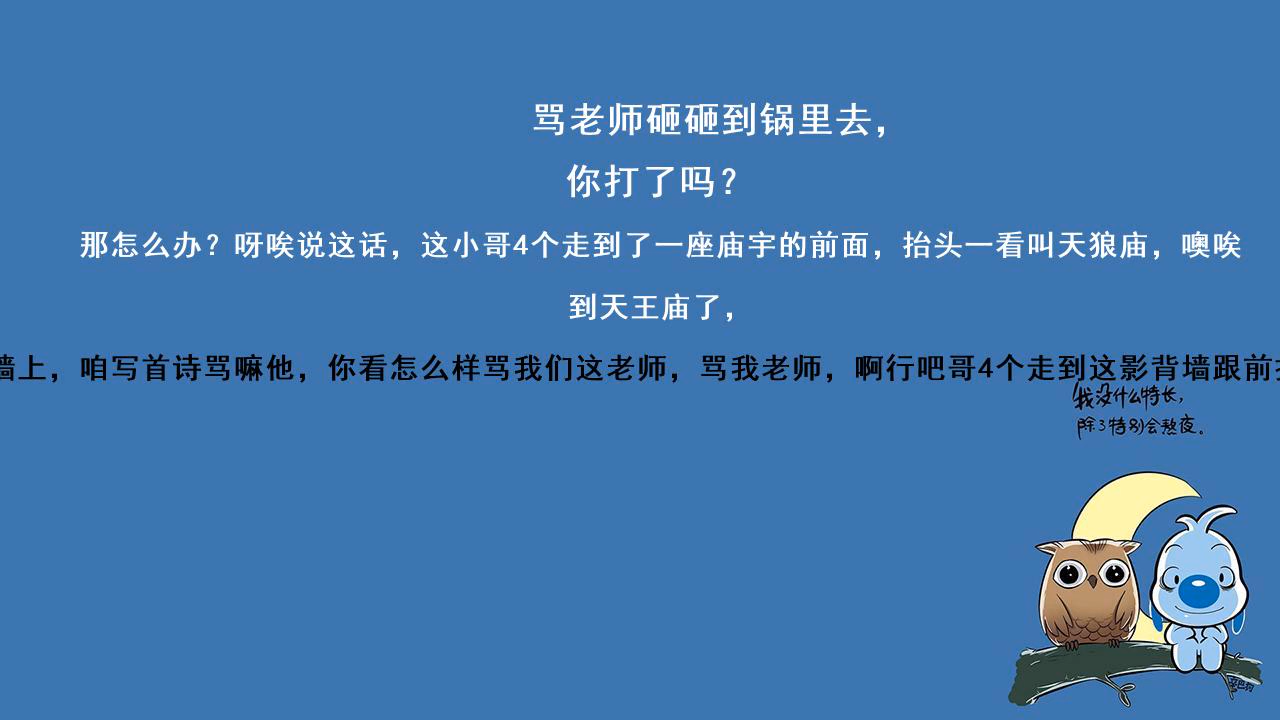 骂老师砸砸到锅里去，
你打了吗？
那怎么办？呀唉说这话，这小哥4个走到了一座庙宇的前面，抬头一看叫天狼庙，噢唉
到天王庙了，
墙上，咱写首诗骂嘛他，你看怎么样骂我们这老师，骂我老师，啊行吧哥4个走到这影背墙跟前
我没什么特长，
除了特别会熬夜。